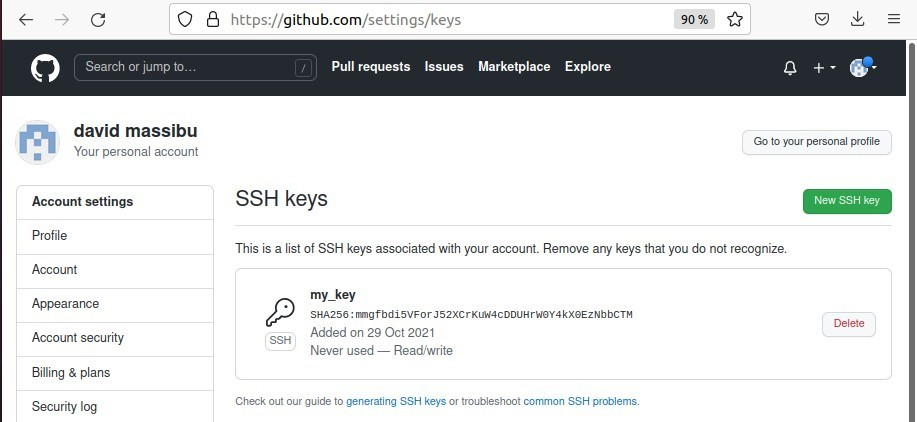 https://github.com/settings/keys
90 %
Search or jump to…
/
Pull requests Issues Marketplace Explore
david massibu
Your personal account
Go to your personal profile
Account settings
Profile
Account
Appearance
Account security
Billing & plans
Security log
SSH keys
New SSH key
This is a list of SSH keys associated with your account. Remove any keys that you do not recognize.
my_key
SHA256:mmgfbdi5VForJ52XCrKuW4cDDUHrW0Y4kX0EzNbbCTM
Added on 29 Oct 2021
Never used — Read/write
SSH
Delete
Check out our guide to generating SSH keys or troubleshoot common SSH problems.